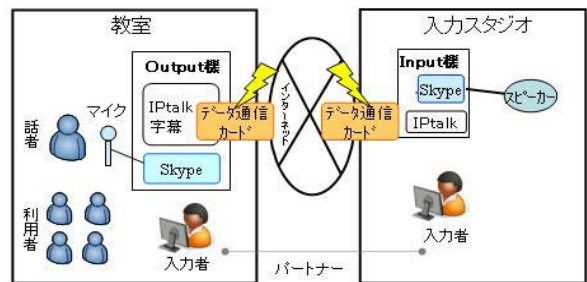 教室
Output機
IPtalk
字幕
マイク
話者
Skype
データ通信
カード
利用者
入力者
インターネット
パートナー
入力スタジオ
Input機
Skype
スピーカー
IPtalk
データ通信
カード
入力者